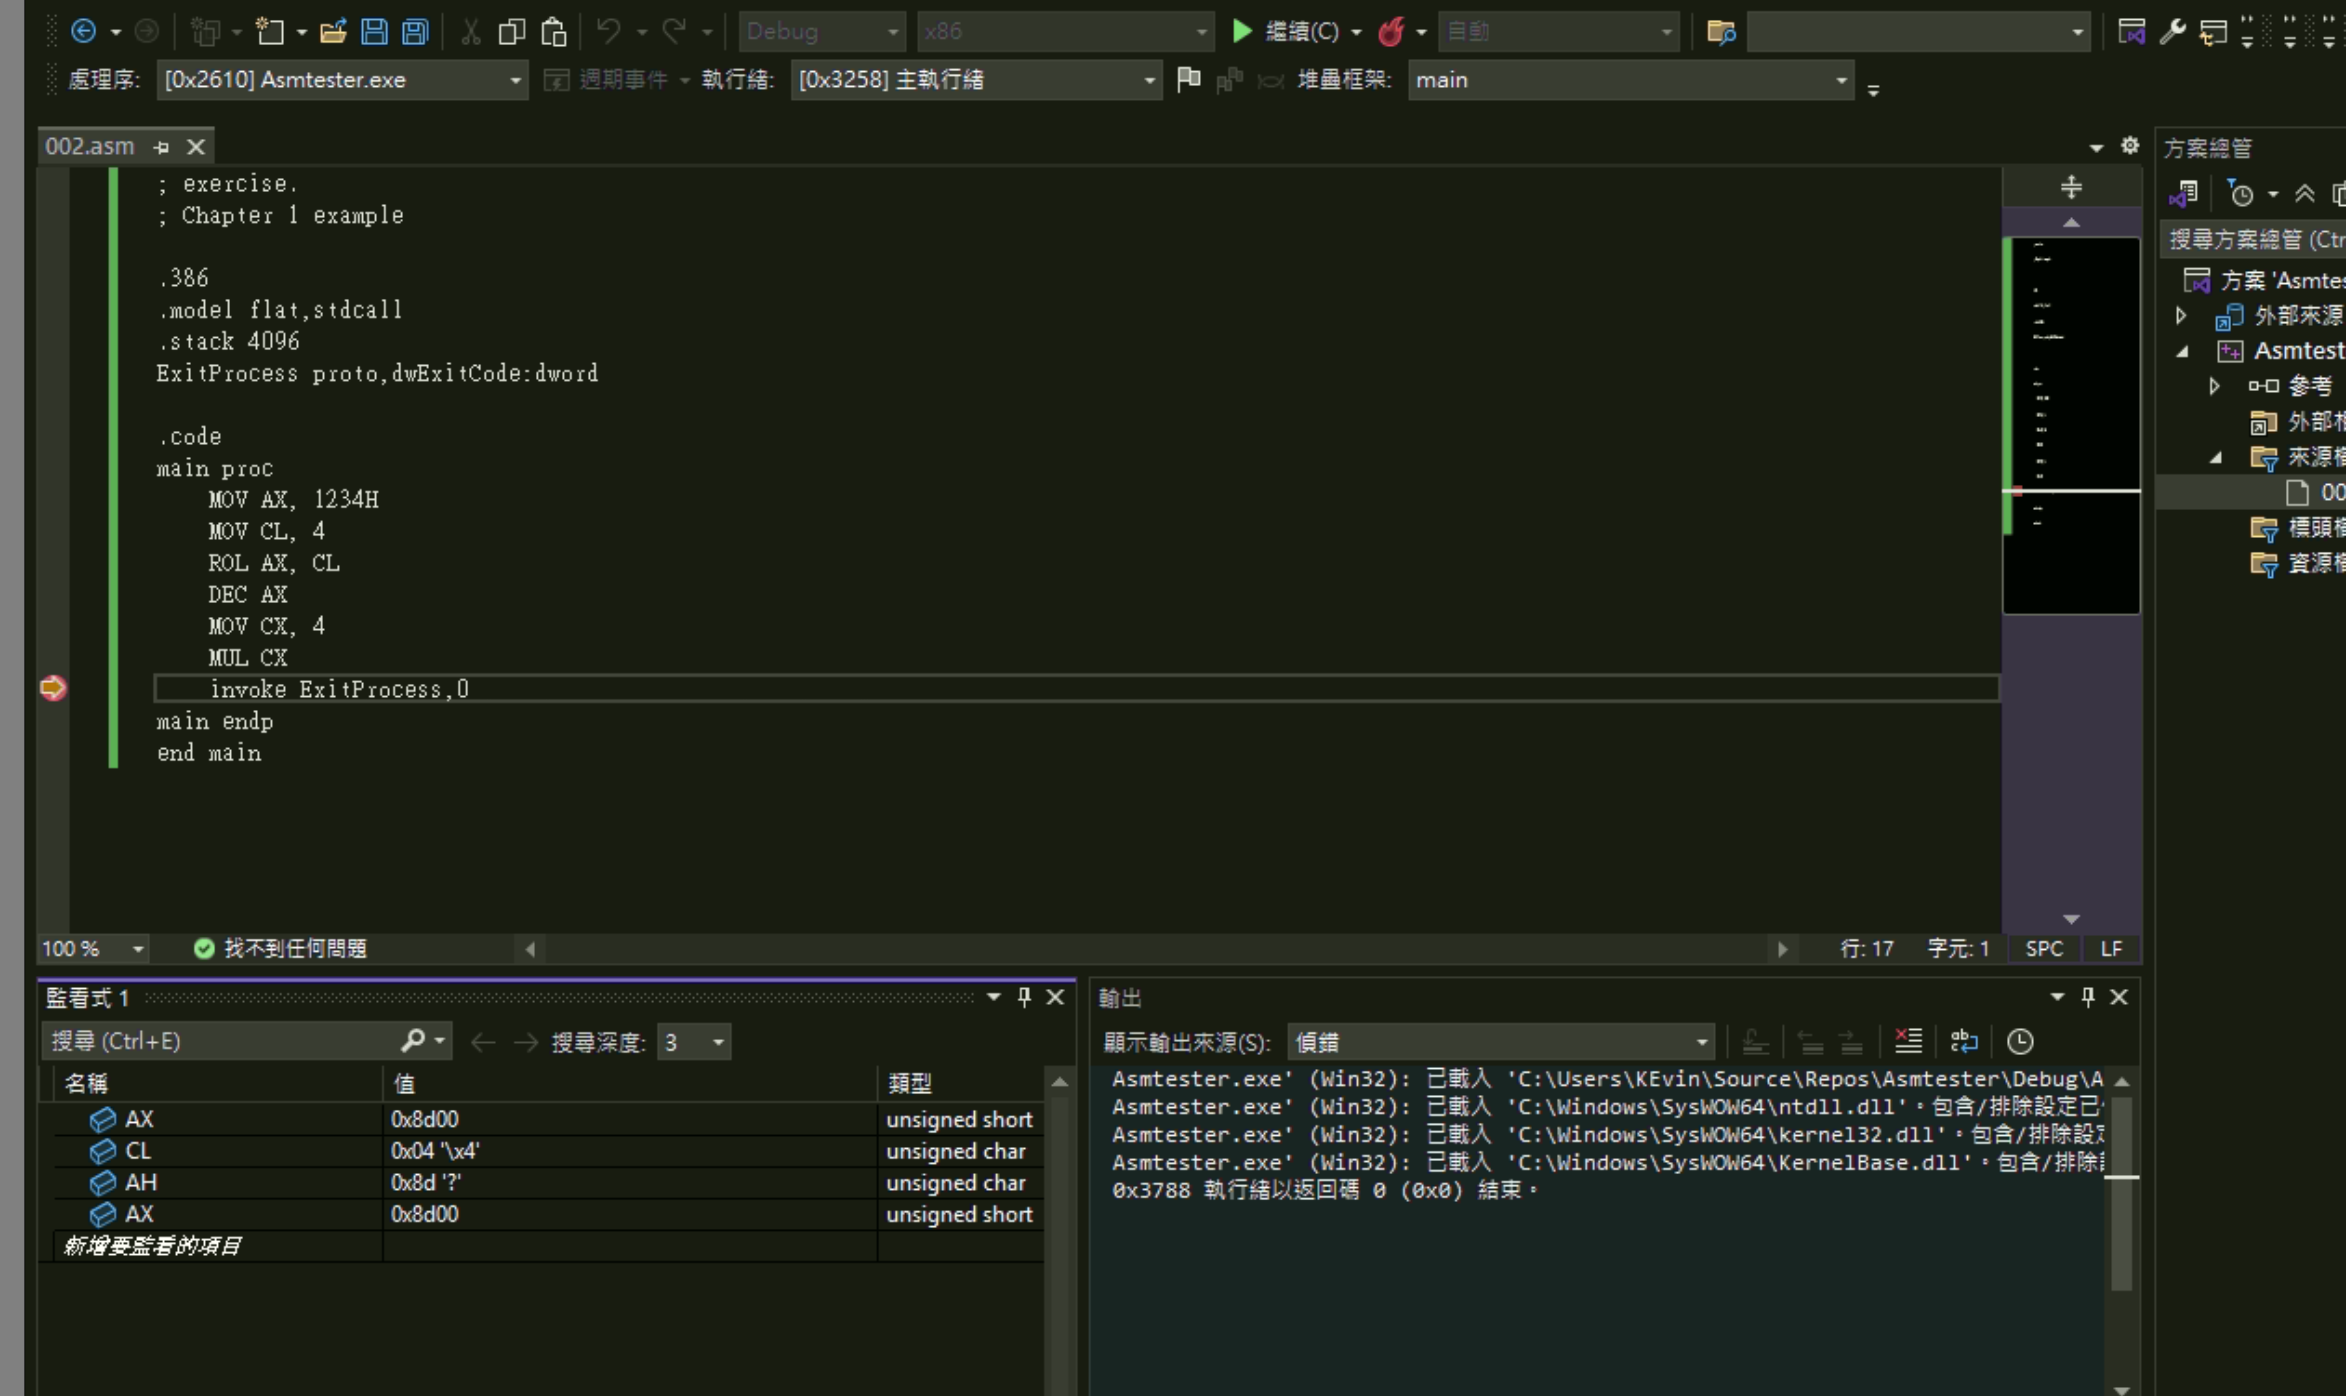 Debug
x86
繼續(C)
自動
處理序:
[0x2610] Asmtester.exe
週期事件
執行緒:
[0x3258] 主執行緒
堆疊框架:
main
002.asm
; exercise.
; Chapter 1 example
.386
.model flat,stdcall
.stack 4096
ExitProcess proto,dwExitCode:dword
.code
main proc
MOV AX, 1234H
MOV CL, 4
ROL AX, CL
DEC AX
MOV CX, 4
MUL CX
invoke ExitProcess,0
main endp
end main
100 %
找不到任何問題
行: 17
字元: 1
SPC
LF
方案總管
搜尋方案總管 (Ctr
方案 'Asmtes
外部來源
Asmtest
參考
外部相
來源檔
00
標頭檔
資源檔
監看式 1
搜尋 (Ctrl+E)
搜尋深度: 3
名稱 值 類型
AX 0x8d00 unsigned short
CL 0x04 '\x4' unsigned char
AH 0x8d '?' unsigned char
AX 0x8d00 unsigned short
新增要監看的項目
輸出
顯示輸出來源(S): 偵錯
Asmtester.exe' (Win32): 已載入 'C:\Users\KEvin\Source\Repos\Asmtester\Debug\A
Asmtester.exe' (Win32): 已載入 'C:\Windows\SysWOW64\ntdll.dll'。包含/排除設定已
Asmtester.exe' (Win32): 已載入 'C:\Windows\SysWOW64\kernel32.dll'。包含/排除設
Asmtester.exe' (Win32): 已載入 'C:\Windows\SysWOW64\KernelBase.dll'。包含/排除
0x3788 執行緒以返回碼 0 (0x0) 結束。